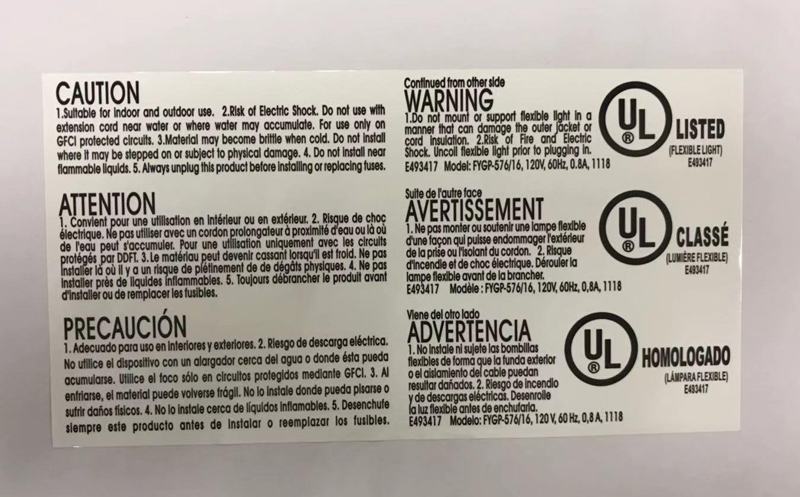 CAUTION
1.Suitable for indoor and outdoor use. 2.Risk of Electric Shock. Do not use with
extension cord near water or where water may accumulate. For use only on
GFCI protected circuits. 3.Material may become brittle when cold. Do not install
where it may be stepped on or subject to physical damage. 4. Do not install near
flammable liquids. 5. Always unplug this product before installing or replacing fuses.
ATTENTION
1. Convient pour une utilisation en intérieur ou en extérieur. 2. Risque de choc
électrique. Ne pas utiliser avec un cordon prolongateur à proximité d'eau ou là où
de l'eau peut s'accumuler. Pour une utilisation uniquement avec les circuits
protégés par DDFT. 3. Le matériau peut devenir cassant lorsqu'il est froid. Ne pas
installer là où il y a un risque de piétinement de de dégâts physiques. 4. Ne pas
installer près de liquides inflammables. 5. Toujours débrancher le produit avant
d'installer ou de remplacer les fusibles.
PRECAUCIÓN
1. Adecuado para uso en interiores y exteriores. 2. Riesgo de descarga eléctrica.
No utilice el dispositivo con un alargador cerca del agua o donde ésta pueda
acumularse. Utilice el foco sólo en circuitos protegidos mediante GFCI. 3. Al
enfriarse, el material puede volverse frágil. No lo instale donde pueda pisarse o
sufrir daños físicos. 4. No lo instale cerca de líquidos inflamables. 5. Desenchufe
siempre este producto antes de instalar o reemplazar los fusibles.
Continued from other side
WARNING
1.Do not mount or support flexible light in a
manner that can damage the outer jacket or
cord insulation. 2.Risk of Fire and Electric
Shock. Uncoil flexible light prior to plugging in.
E493417 Model: FYGP-576/16, 120V, 60Hz, 0.8A, 1118
UL
®
LISTED
(FLEXIBLE LIGHT)
E493417
Suite de l'autre face
AVERTISSEMENT
1. Ne pas monter ou soutenir une lampe flexible
d'une façon qui puisse endommager l'extérieur
de la prise ou l'isolant du cordon. 2. Risque
d'incendie et de choc électrique. Dérouler la
lampe flexible avant de la brancher.
E493417 Modèle : FYGP-576/16, 120V, 60Hz, 0,8A, 1118
UL
®
CLASSÉ
(LUMIÈRE FLEXIBLE)
E493417
Viene del otro lado
ADVERTENCIA
1. No instale ni sujete las bombillas
flexibles de forma que la funda exterior
o el aislamiento del cable puedan
resultar dañados. 2. Riesgo de incendio
y de descargas eléctricas. Desenrolle
la luz flexible antes de enchufarla.
E493417 Modelo: FYGP-576/16, 120 V, 60 Hz, 0,8 A, 1118
UL
®
HOMOLOGADO
(LÁMPARA FLEXIBLE)
E493417